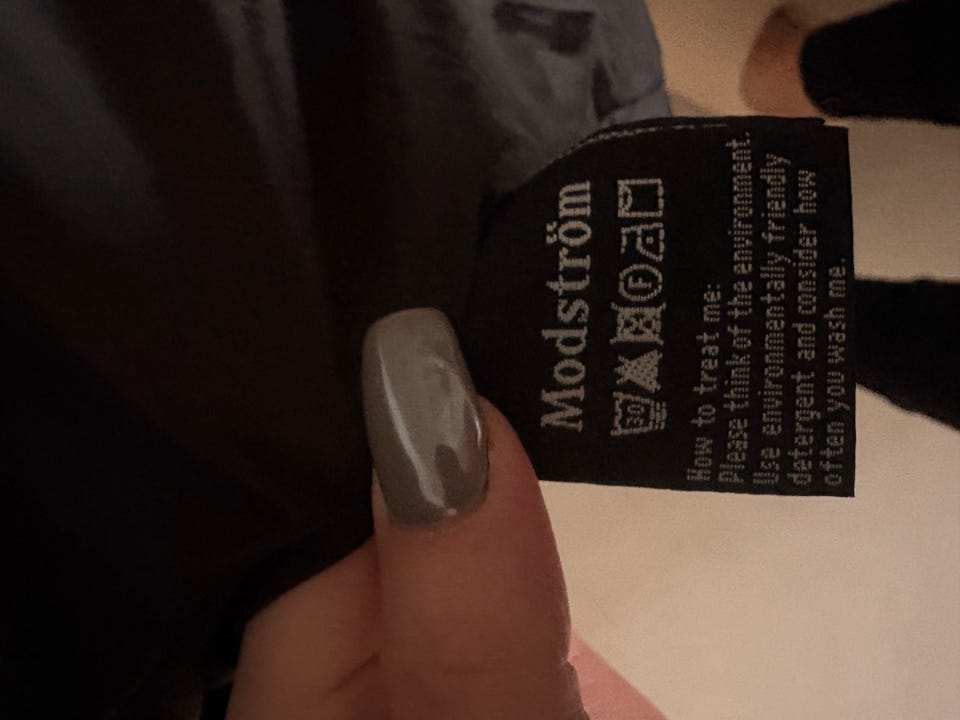 Modström
30 F
How to treat me:
Please think of the environment.
Use environmentally friendly
detergent and consider how
often you wash me.